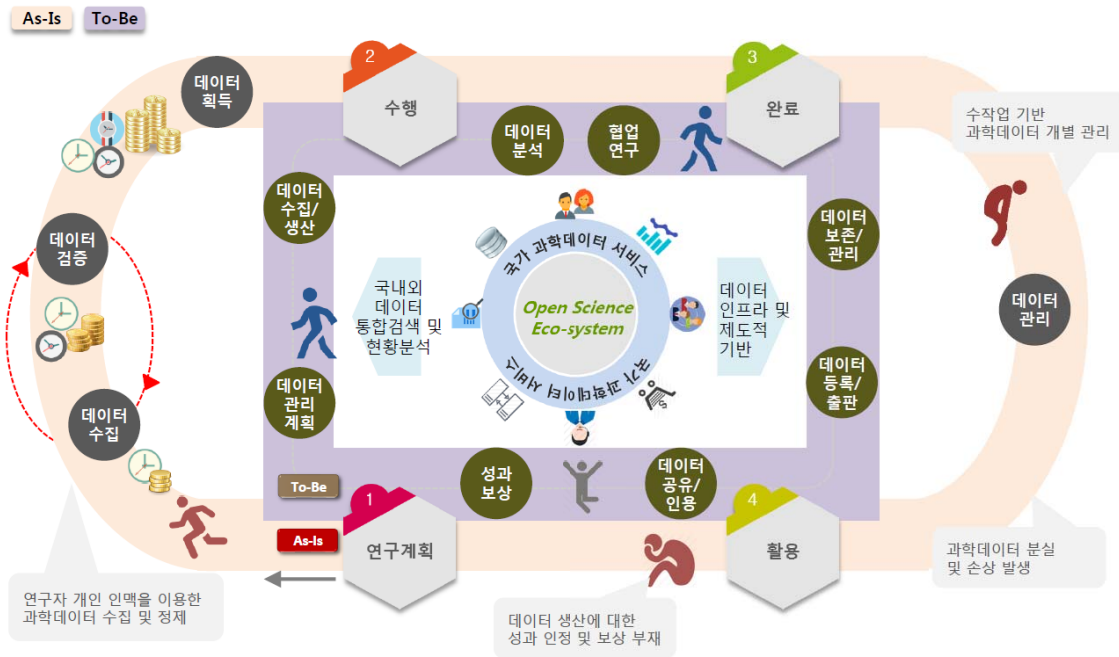 As-Is
To-Be
2
수행
3
완료
데이터
획득
데이터
분석
협업
연구
수작업 기반
과학데이터 개별 관리
데이터
수집/
생산
데이터
보존/
관리
데이터
검증
국가 과학데이터 서비스
국내외
데이터
통합검색 및
현황분석
Open Science
Eco-system
데이터
인프라 및
제도적
기반
데이터
관리
국가 과학데이터 서비스
데이터
관리
계획
데이터
등록/
출판
데이터
수집
성과
보상
데이터
공유/
인용
To-Be
1
연구계획
4
활용
As-Is
과학데이터 분실
및 손상 발생
연구자 개인 인맥을 이용한
과학데이터 수집 및 정제
데이터 생산에 대한
성과 인정 및 보상 부재